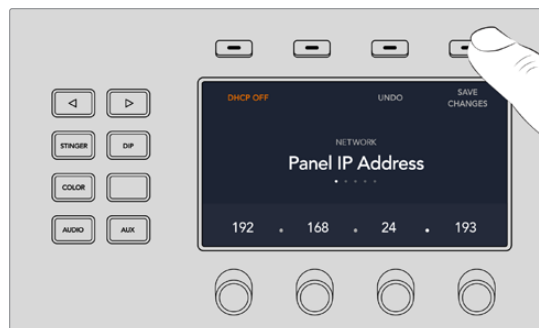 STINGER
DIP
COLOR
AUDIO
AUX
DHCP OFF
UNDO
SAVE
CHANGES
NETWORK
Panel IP Address
192 . 168 . 24 . 193